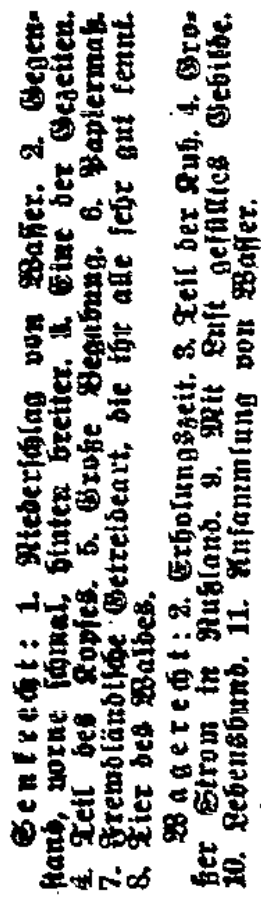 Senkrecht: 1. Niederschlag von Wasser. 2. Gegen-
stand, vorne schmal, hinten breiter. 3. Eine der Gezeiten.
4. Teil des Kopfes. 5. Große Begabung. 6. Papiermaß.
7. Fremdländische Getreideart, die ihr alle sehr gut kennt.
8. Tier des Waldes.
Wagerecht: 2. Erholungszeit. 3. Teil der Kuh. 4. Gro-
ßer Strom in Rußland. 9. Mit Luft gefülltes Gebilde.
10. Lebensbund. 11. Ansammlung von Wasser.